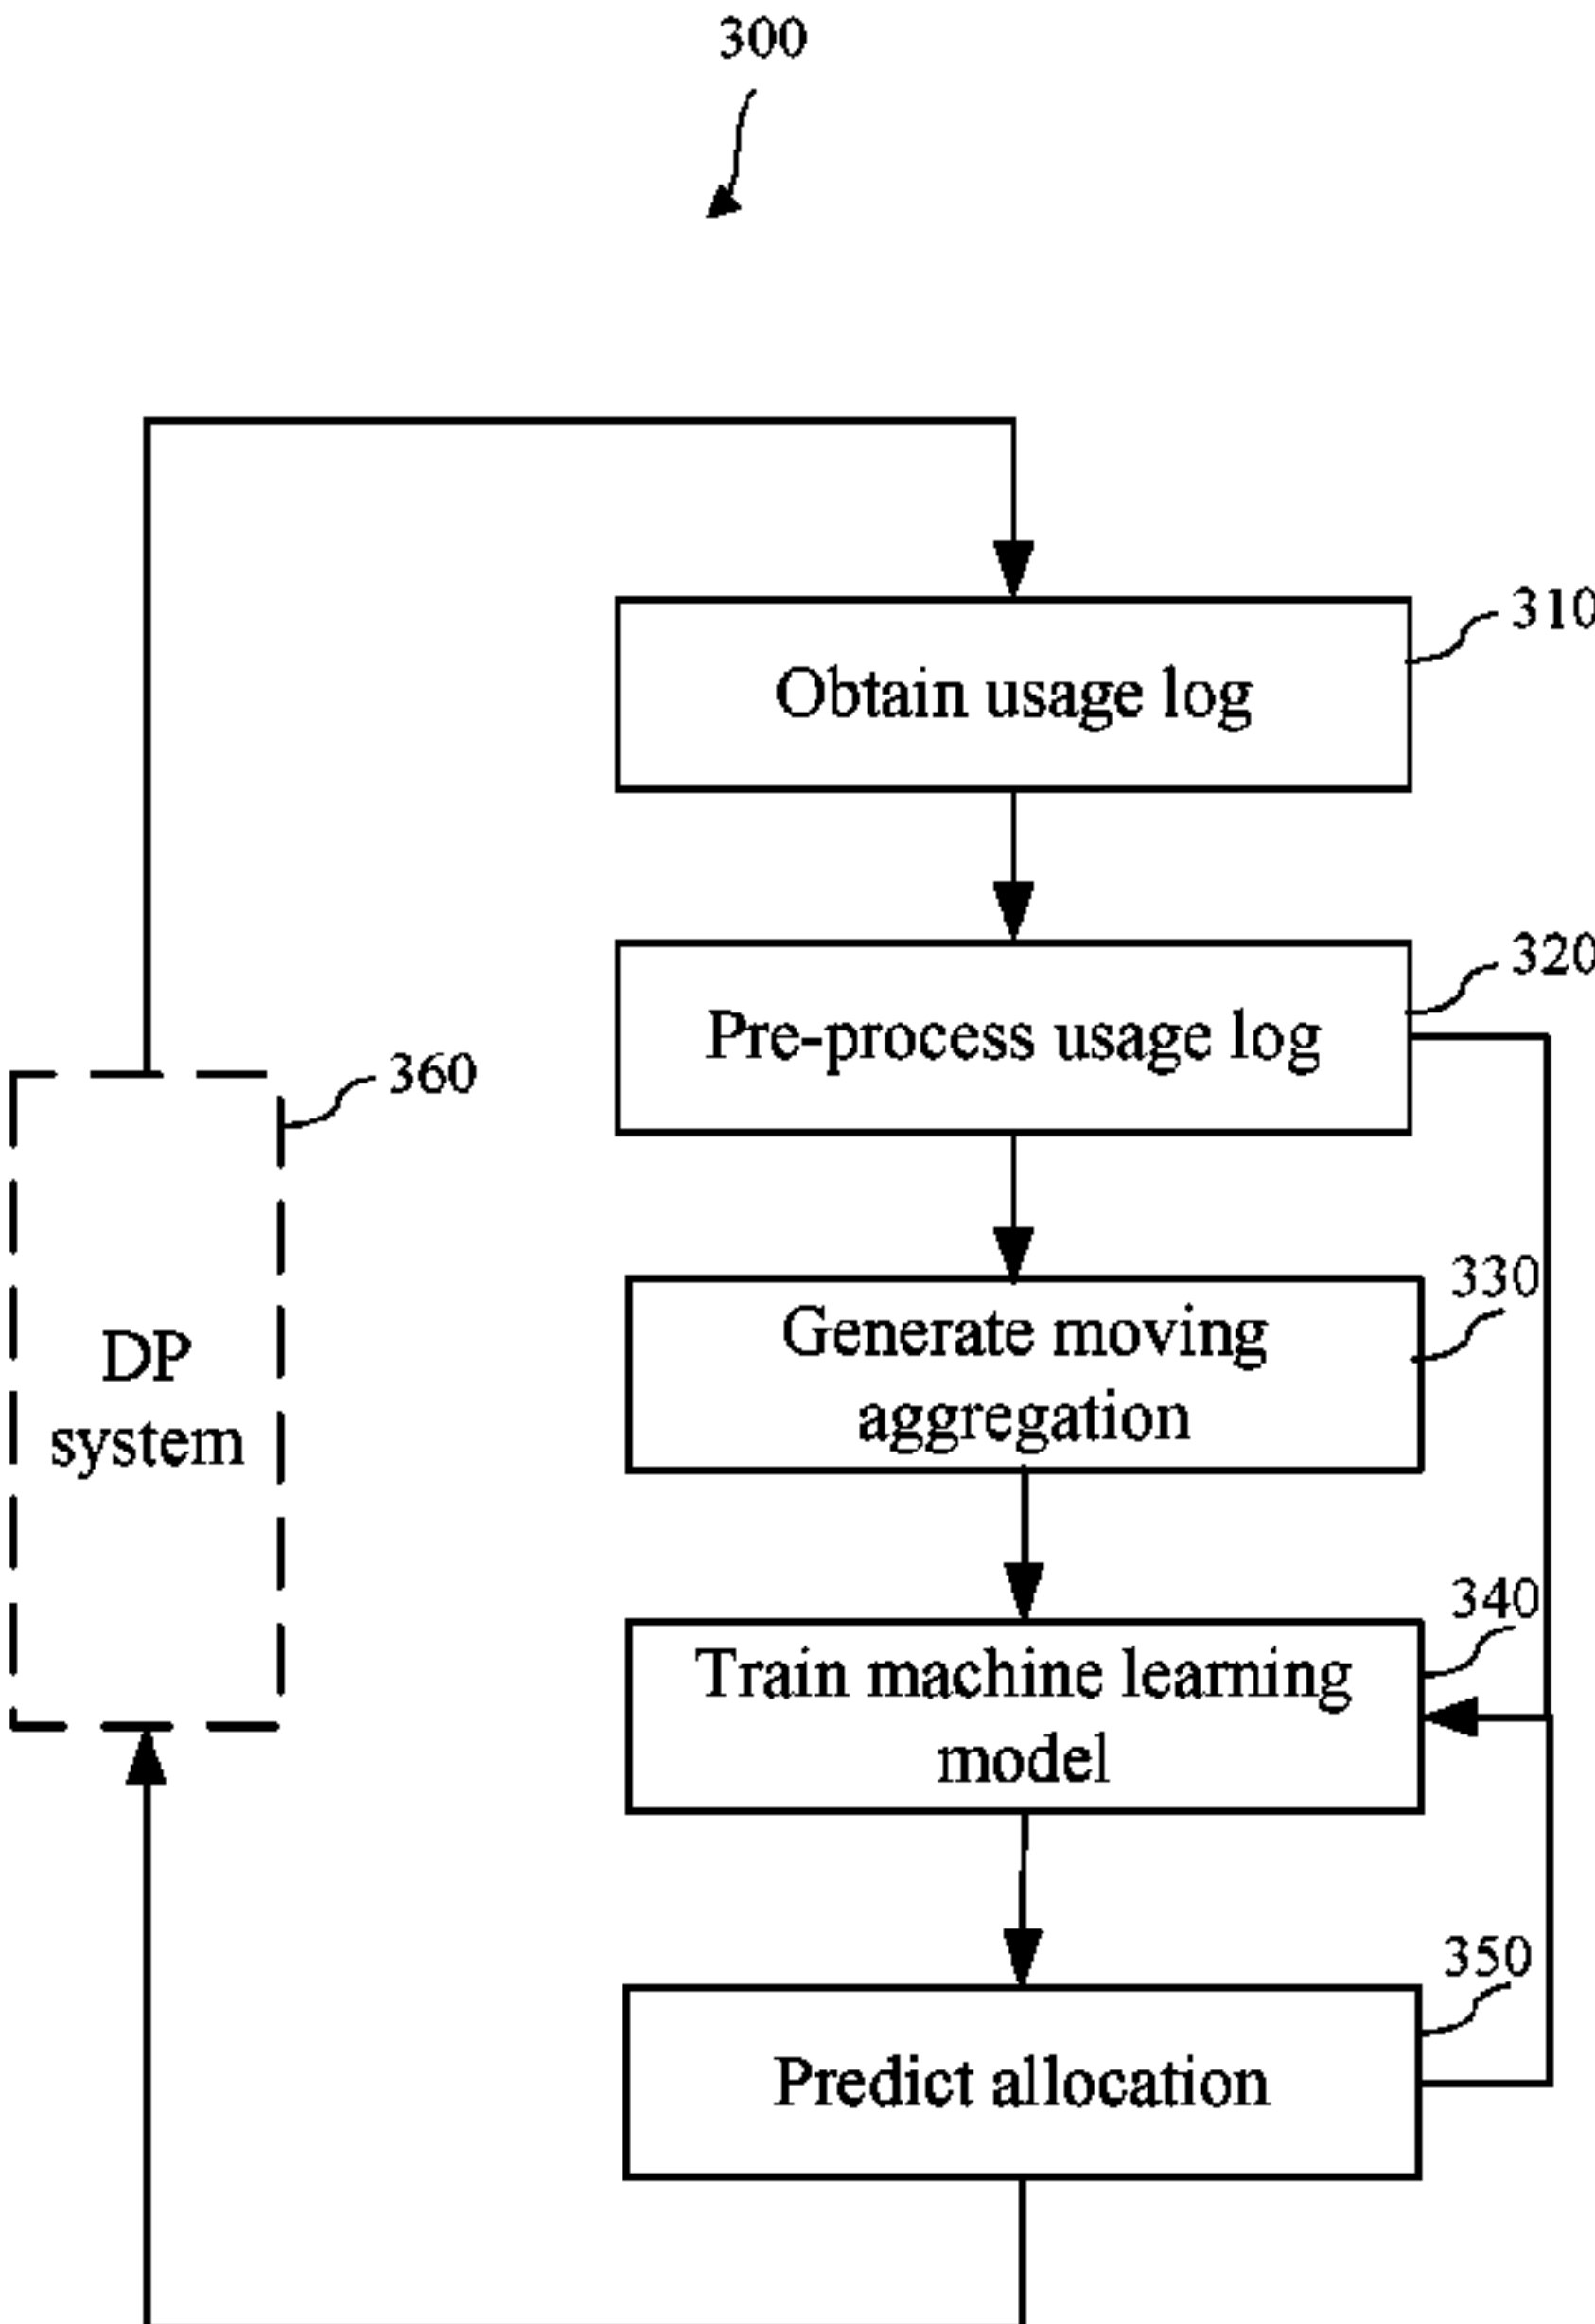 300
310
Obtain usage log
320
Pre-process usage log
360
330
DP
system
Generate moving
aggregation
340
Train machine learning
model
350
Predict allocation